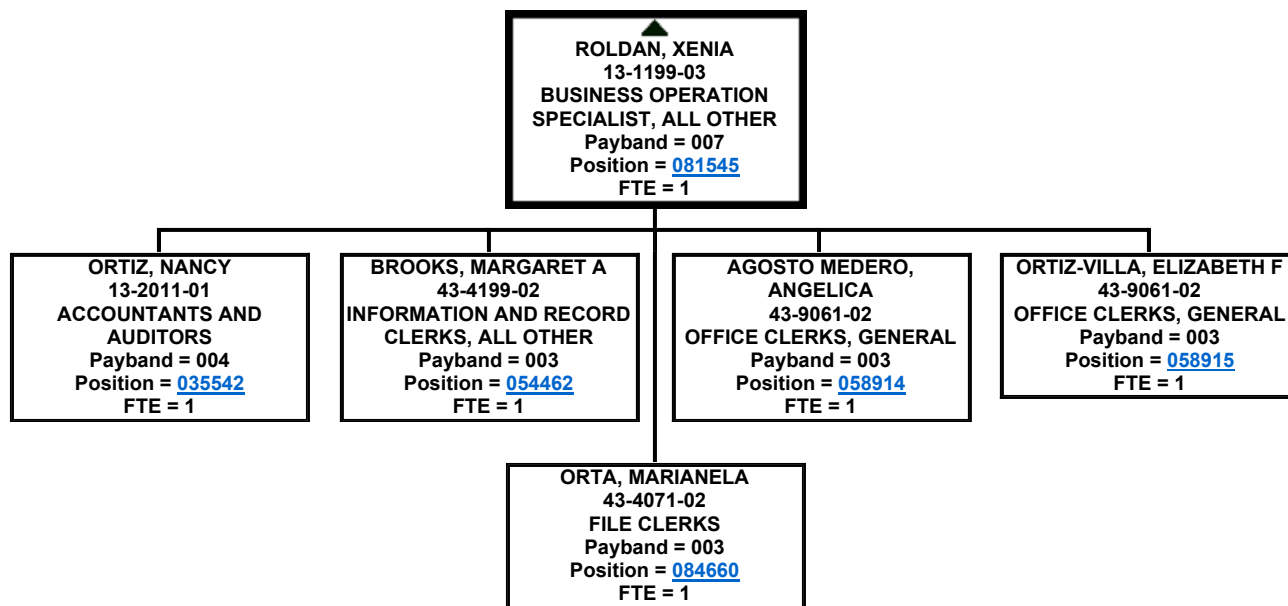 ROLDAN, XENIA
13-1199-03
BUSINESS OPERATION
SPECIALIST, ALL OTHER
Payband = 007
Position = 081545
FTE = 1
ORTIZ, NANCY
13-2011-01
ACCOUNTANTS AND
AUDITORS
Payband = 004
Position = 035542
FTE = 1
BROOKS, MARGARET A
43-4199-02
INFORMATION AND RECORD
CLERKS, ALL OTHER
Payband = 003
Position = 054462
FTE = 1
AGOSTO MEDERO,
ANGELICA
43-9061-02
OFFICE CLERKS, GENERAL
Payband = 003
Position = 058914
FTE = 1
ORTIZ-VILLA, ELIZABETH F
43-9061-02
OFFICE CLERKS, GENERAL
Payband = 003
Position = 058915
FTE = 1
ORTA, MARIANELA
43-4071-02
FILE CLERKS
Payband = 003
Position = 084660
FTE = 1